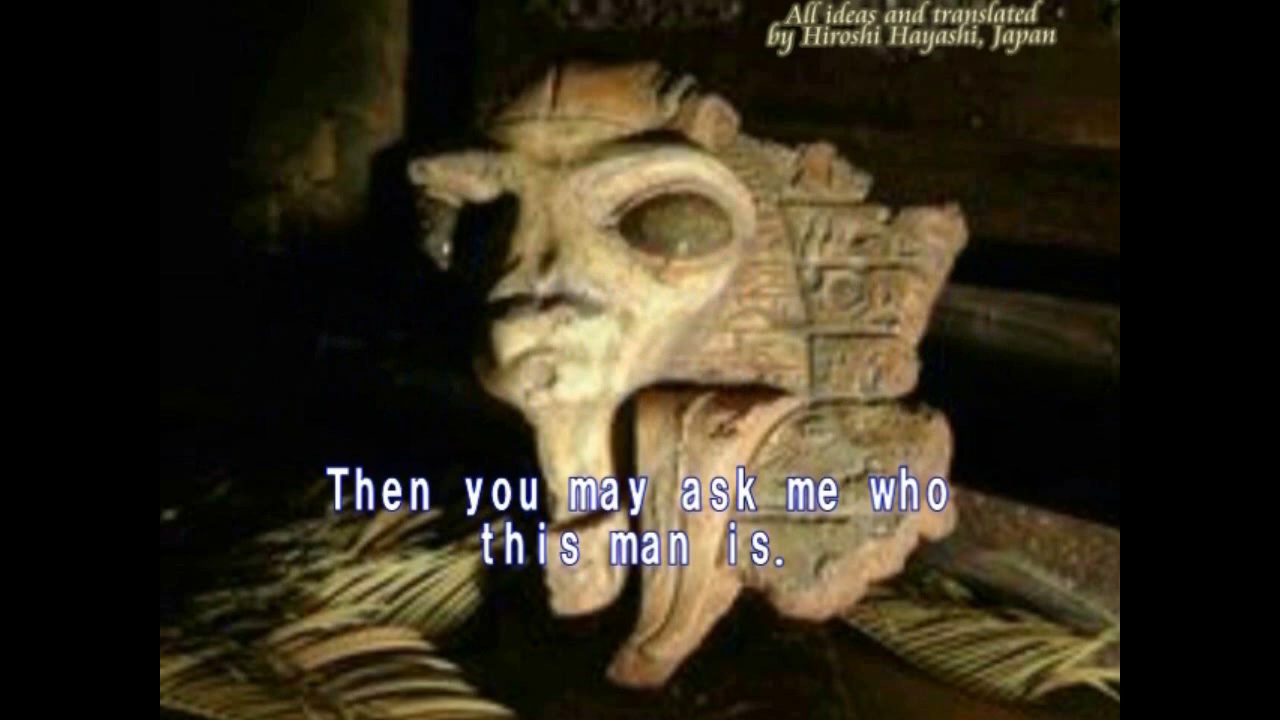 All ideas and translated
by Hiroshi Hayashi, Japan
Then you may ask me who
this man is.